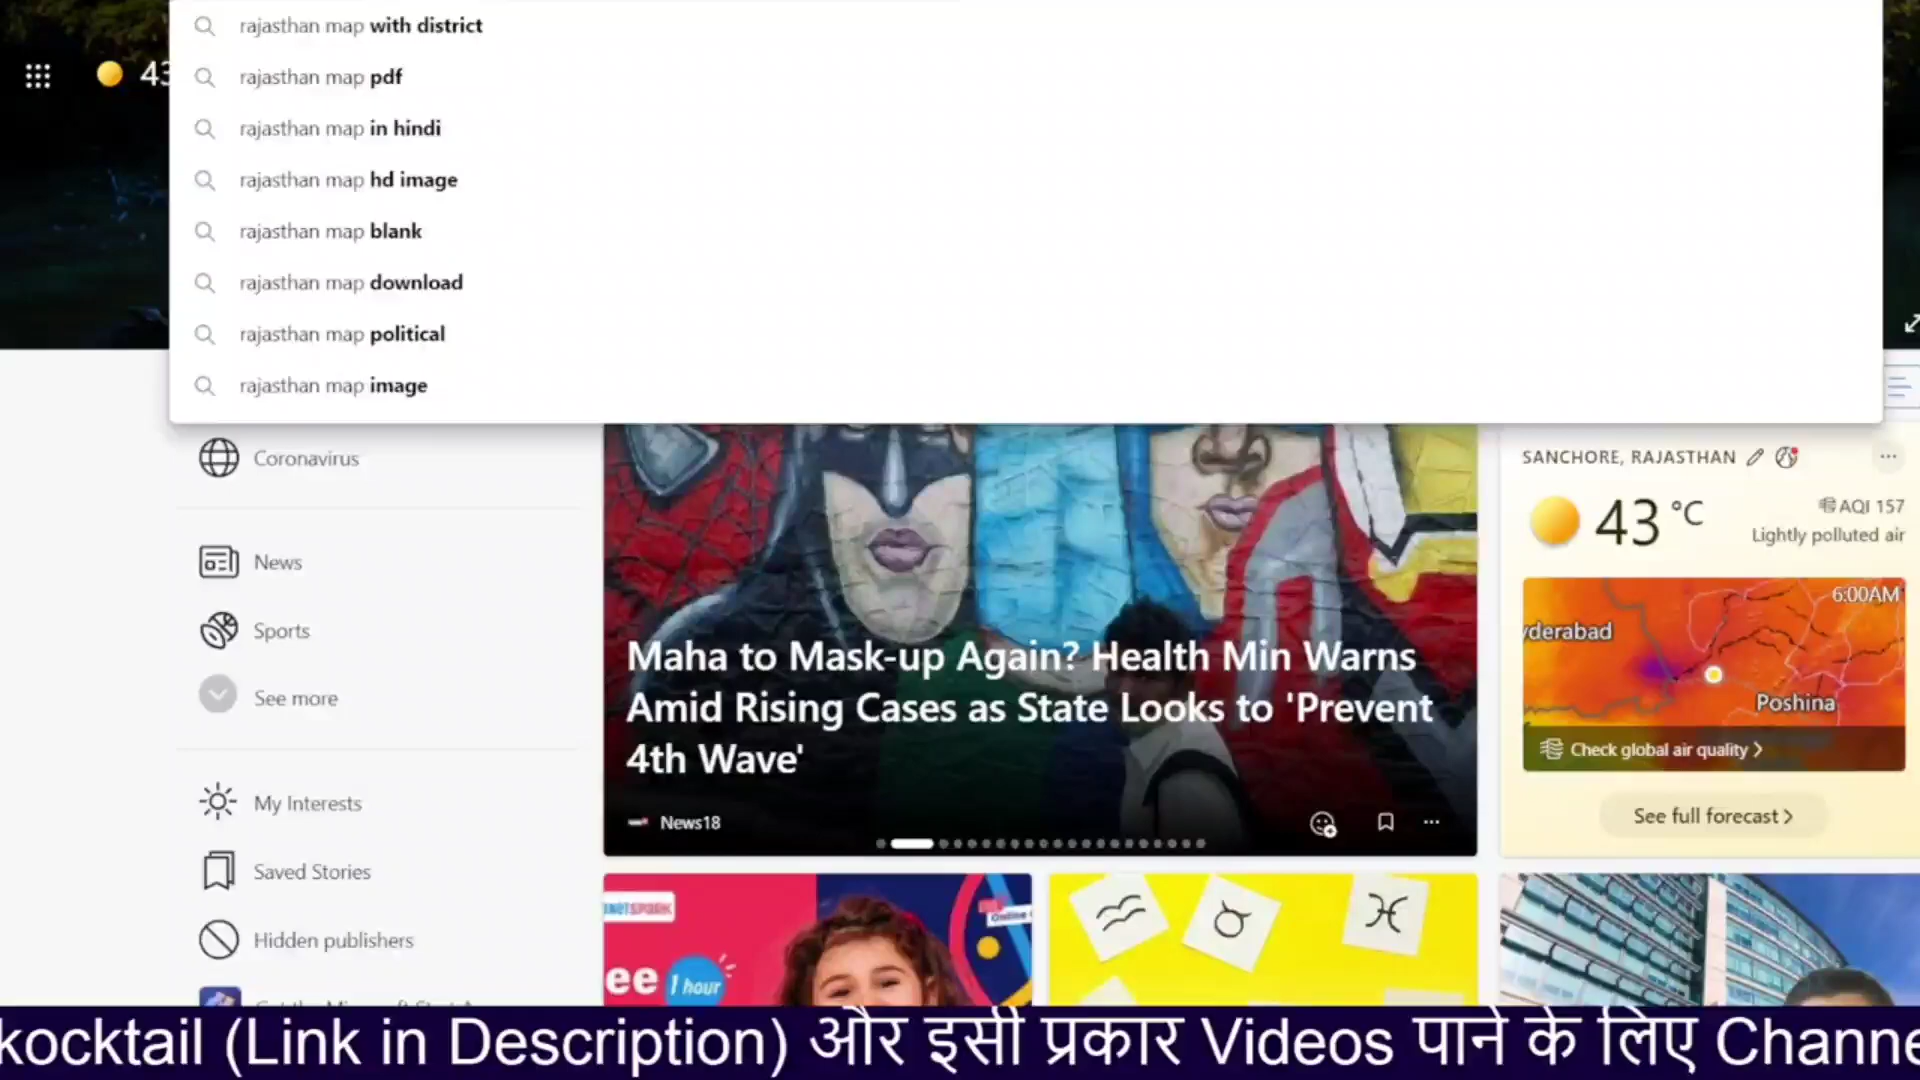 rajasthan map with district
43
rajasthan map pdf
rajasthan map in hindi
rajasthan map hd image
rajasthan map blank
rajasthan map download
rajasthan map political
rajasthan map image
Coronavirus
News
Sports
See more
My Interests
Saved Stories
Hidden publishers
Maha to Mask-up Again? Health Min Warns
Amid Rising Cases as State Looks to 'Prevent
4th Wave'
News18
SANCHORE, RAJASTHAN
43 °C
AQI 157
Lightly polluted air
6:00AM
yderabad
Poshina
Check global air quality
See full forecast
Online
ee 1 hour
kocktail (Link in Description) और इसी प्रकार Videos पाने के लिए Channe